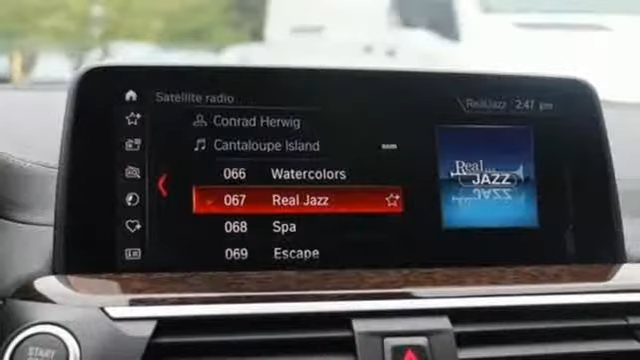 Satellite radio
RealJazz 2:47 pm
Conrad Herwig
Cantaloupe Island
066 Watercolors
067 Real Jazz
068 Spa
069 Escape
Real...
JAZZ
START